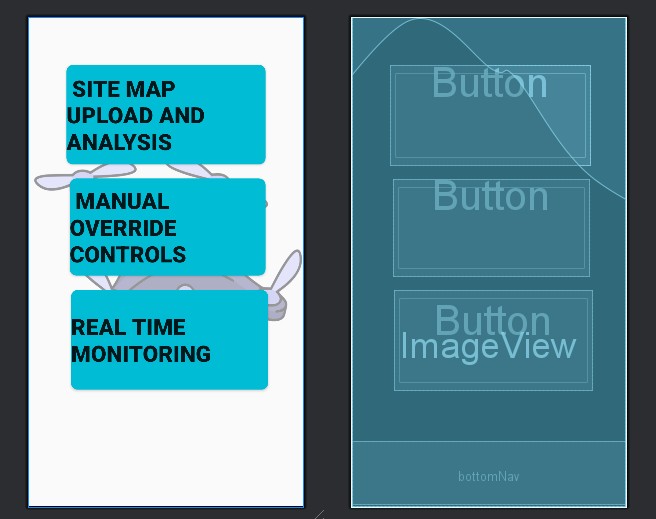 SITE MAP
UPLOAD AND
ANALYSIS
MANUAL
OVERRIDE
CONTROLS
REAL TIME
MONITORING
Button
Button
Button
ImageView
bottomNav